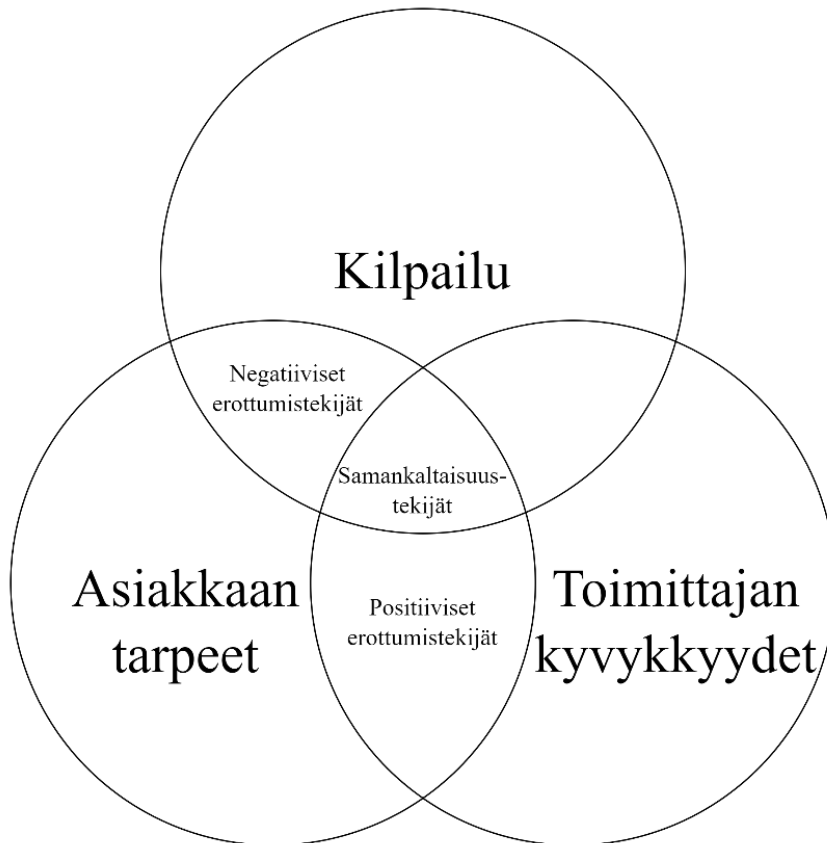 Kilpailu
Negatiiviset
erottumistekijät
Samankaltaisuus-
tekijät
Asiakkaan
tarpeet
Positiiviset
erottumistekijät
Toimittajan
kyvykkyydet